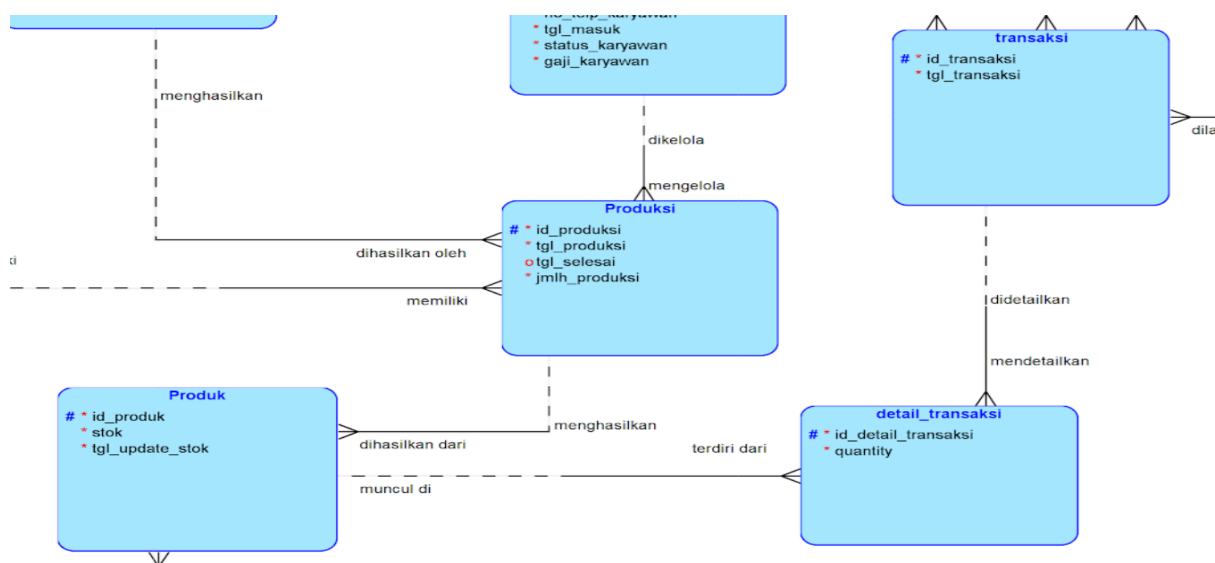 * tgl_masuk
* status_karyawan
* gaji_karyawan
transaksi
# * id_transaksi
* tgl_transaksi
menghasilkan
dikelola
mengelola
Produksi
# * id_produksi
* tgl_produksi
o tgl_selesai
* jmlh_produksi
dihasilkan oleh
memiliki
didetailkan
mendetailkan
Produk
# * id_produk
* stok
* tgl_update_stok
menghasilkan
dihasilkan dari
muncul di
terdiri dari
detail_transaksi
# * id_detail_transaksi
* quantity